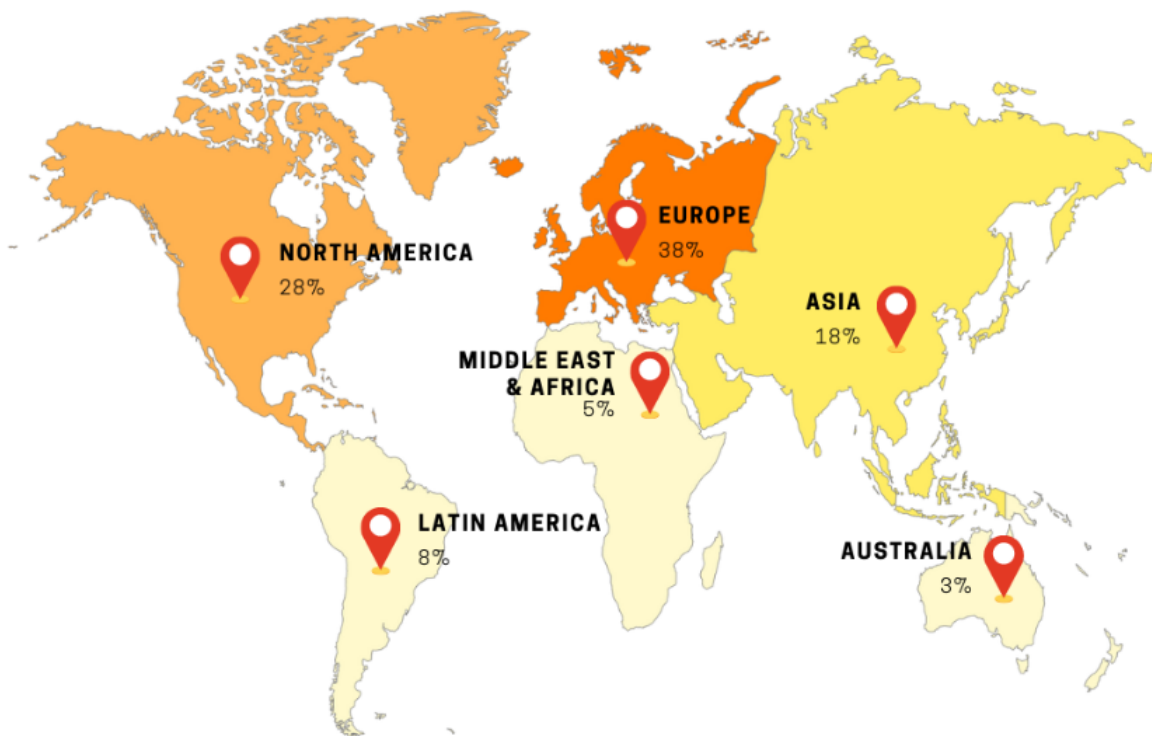 EUROPE
38%
NORTH AMERICA
28%
ASIA
18%
MIDDLE EAST
& AFRICA
5%
LATIN AMERICA
8%
AUSTRALIA
3%